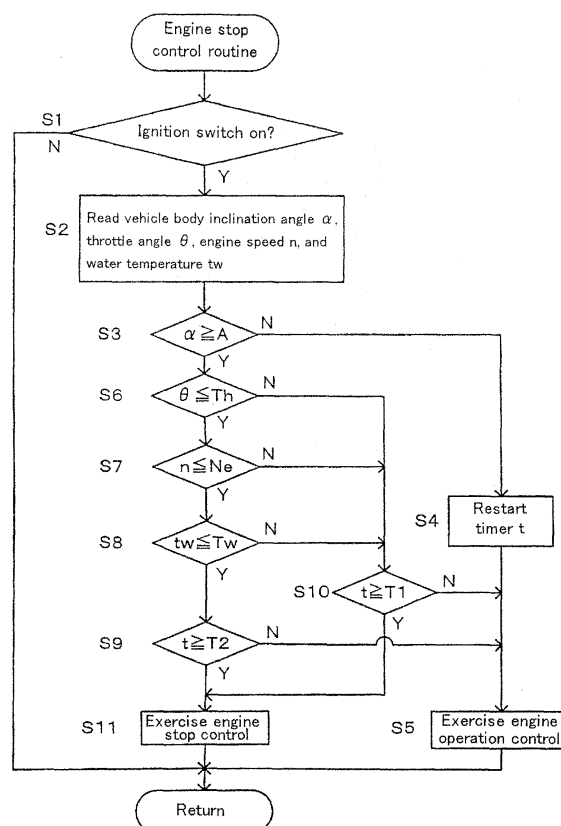 Engine stop
control routine
S1
Ignition switch on?
N
Y
S2
Read vehicle body inclination angle α,
throttle angle θ, engine speed n, and
water temperature tw
S3
α≧A
N
Y
S6
θ≦Th
N
Y
S7
n≦Ne
N
Y
S4
Restart
timer t
S8
tw≦Tw
N
Y
S10
t≧T1
N
Y
S9
t≧T2
N
Y
S11
Exercise engine
stop control
S5
Exercise engine
operation control
Return